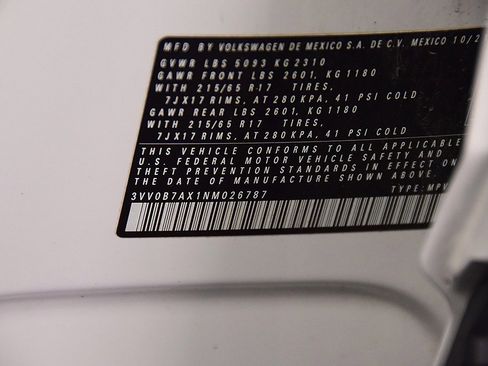 MFD BY VOLKSWAGEN DE MEXICO S.A. DE C.V. MEXICO 10/2
GVWR LBS 5093 KG 2310
GAWR FRONT LBS 2601, KG 1180
WITH 215/65 R17 TIRES,
7JX17 RIMS, AT 280 KPA, 41 PSI COLD
GAWR REAR LBS 2601, KG 1180
WITH 215/65 R17 TIRES,
7JX17 RIMS, AT 280 KPA, 41 PSI COLD
THIS VEHICLE CONFORMS TO ALL APPLICABLE
U.S. FEDERAL MOTOR VEHICLE SAFETY AND
THEFT PREVENTION STANDARDS IN EFFECT ON
THE DATE OF MANUFACTURE SHOWN ABOVE.
3VV0B7AX1NM026787 TYPE: MPV